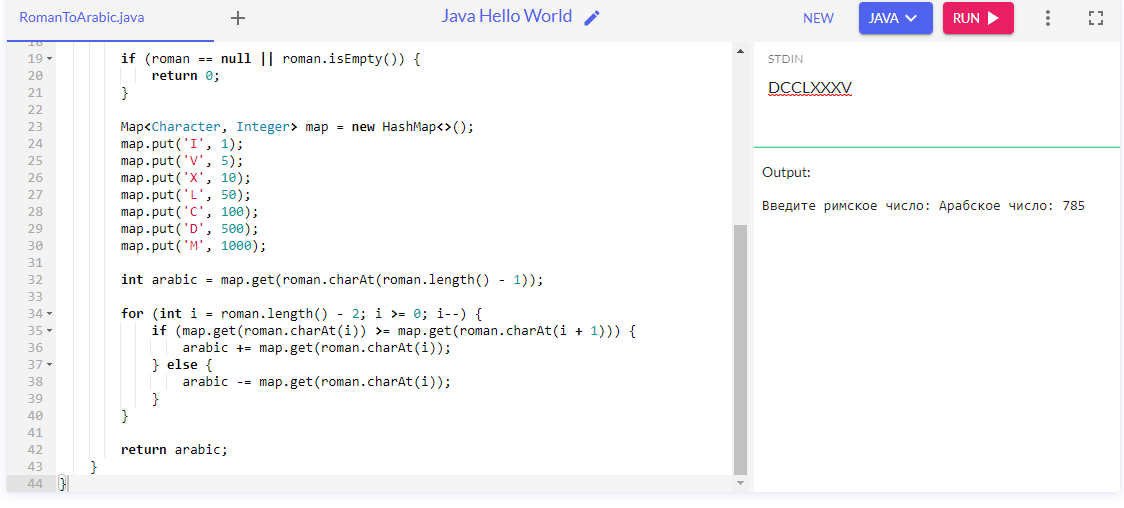 RomanToArabic.java + Java Hello World NEW JAVA RUN
18
19 if (roman == null || roman.isEmpty()) {
20 return 0;
21 }
22
23 Map<Character, Integer> map = new HashMap<>();
24 map.put('I', 1);
25 map.put('V', 5);
26 map.put('X', 10);
27 map.put('L', 50);
28 map.put('C', 100);
29 map.put('D', 500);
30 map.put('M', 1000);
31
32 int arabic = map.get(roman.charAt(roman.length() - 1));
33
34 for (int i = roman.length() - 2; i >= 0; i--) {
35 if (map.get(roman.charAt(i)) >= map.get(roman.charAt(i + 1))) {
36 arabic += map.get(roman.charAt(i));
37 } else {
38 arabic -= map.get(roman.charAt(i));
39 }
40 }
41
42 return arabic;
43 }
44 }
STDIN
DCCLXXXV
Output:
Введите римское число: Арабское число: 785